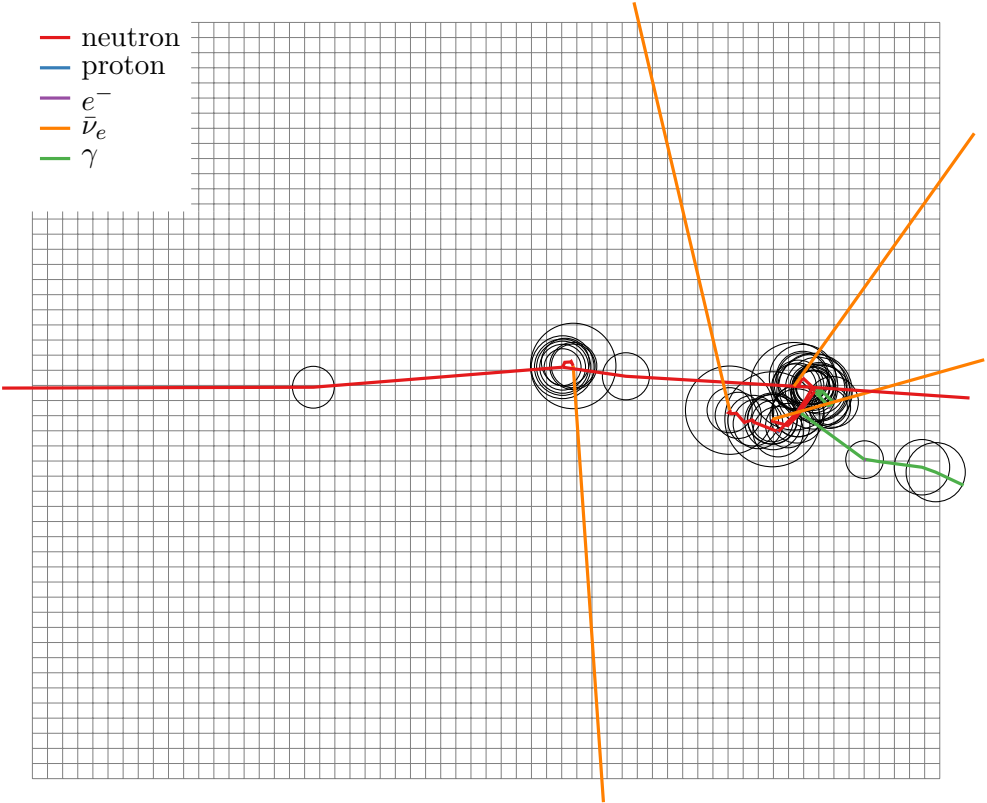 neutron
proton
e⁻
ν̄ₑ
γ